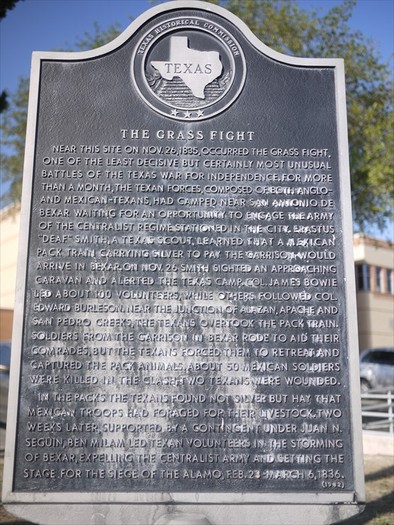 TEXAS HISTORICAL COMMISSION
TEXAS
THE GRASS FIGHT
NEAR THIS SITE ON NOV. 26, 1835, OCCURRED THE GRASS FIGHT,
ONE OF THE LEAST DECISIVE BUT CERTAINLY MOST UNUSUAL
BATTLES OF THE TEXAS WAR FOR INDEPENDENCE. FOR MORE
THAN A MONTH, THE TEXAN FORCES, COMPOSED OF BOTH ANGLO-
AND MEXICAN-TEXANS, HAD CAMPED NEAR SAN ANTONIO DE
BEXAR WAITING FOR AN OPPORTUNITY TO ENGAGE THE ARMY
OF THE CENTRALIST REGIME STATIONED IN THE CITY. ERASTUS
"DEAF" SMITH, A TEXAS SCOUT, LEARNED THAT A MEXICAN
PACK TRAIN CARRYING SILVER TO PAY THE GARRISON WOULD
ARRIVE IN BEXAR. ON NOV. 26 SMITH SIGHTED AN APPROACHING
CARAVAN AND ALERTED THE TEXAS CAMP. COL. JAMES BOWIE
LED ABOUT 100 VOLUNTEERS, WHILE OTHERS FOLLOWED COL.
EDWARD BURLESON. NEAR THE JUNCTION OF ALAZAN, APACHE AND
SAN PEDRO CREEKS THE TEXANS OVERTOOK THE PACK TRAIN.
SOLDIERS FROM THE GARRISON IN BEXAR RODE TO AID THEIR
COMRADES, BUT THE TEXANS FORCED THEM TO RETREAT AND
CAPTURED THE PACK ANIMALS. ABOUT 50 MEXICAN SOLDIERS
WERE KILLED IN THE CLASH; TWO TEXANS WERE WOUNDED.
IN THE PACKS THE TEXANS FOUND NOT SILVER BUT HAY THAT
MEXICAN TROOPS HAD FORAGED FOR THEIR LIVESTOCK. TWO
WEEKS LATER, SUPPORTED BY A CONTINGENT UNDER JUAN N.
SEGUIN, BEN MILAM LED TEXAN VOLUNTEERS IN THE STORMING
OF BEXAR, EXPELLING THE CENTRALIST ARMY AND SETTING THE
STAGE FOR THE SIEGE OF THE ALAMO, FEB. 23-MARCH 6, 1836.
(1982)